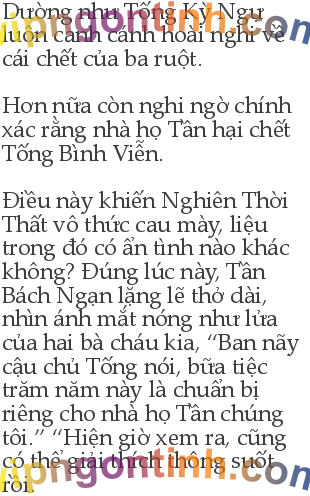 Dường như Tống Kỳ Ngư
luôn canh cánh hoài nghi về
cái chết của ba ruột.
Hơn nữa còn nghi ngờ chính
xác rằng nhà họ Tần hại chết
Tống Bình Viễn.
Điều này khiến Nghiên Thời
Thất vô thức cau mày, liệu
trong đó có ẩn tình nào khác
không? Đúng lúc này, Tần
Bách Ngạn lặng lẽ thở dài,
nhìn ánh mắt nóng như lửa
của hai bà cháu kia, “Ban nãy
cậu chủ Tống nói, bữa tiệc
trăm năm này là chuẩn bị
riêng cho nhà họ Tần chúng
tôi.” “Hiện giờ xem ra, cũng
có thể giải thích thông suốt
rồi.
vipngontinh.com
vipngontinh.com